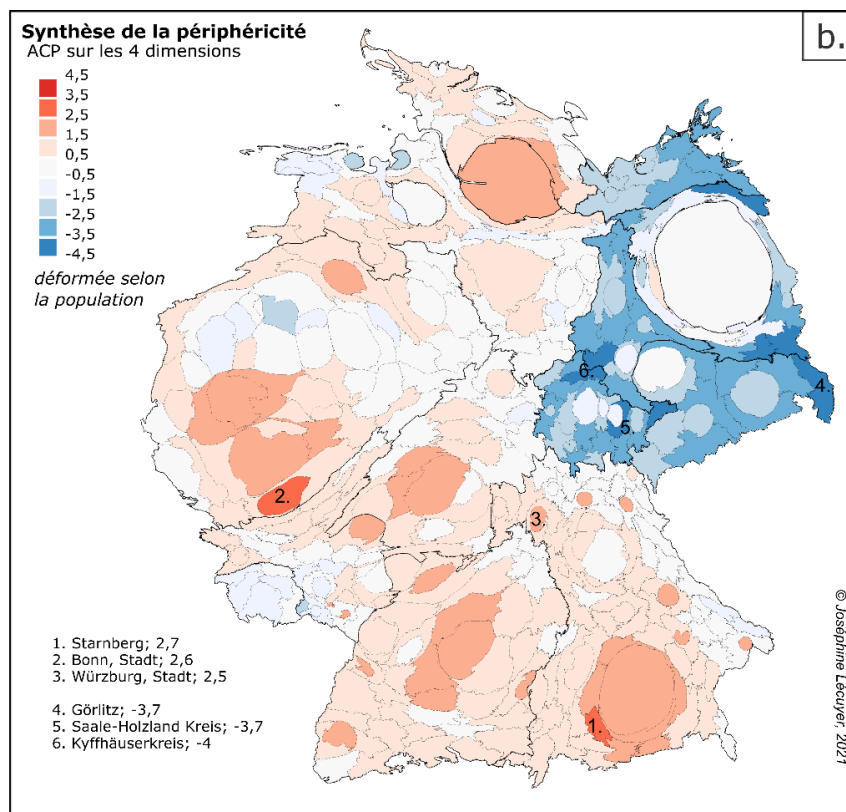 b.
Synthèse de la périphéricité
ACP sur les 4 dimensions
4,5
3,5
2,5
1,5
0,5
-0,5
-1,5
-2,5
-3,5
-4,5
déformée selon
la population
6.
4.
5.
2.
3.
1.
1. Starnberg; 2,7
2. Bonn, Stadt; 2,6
3. Würzburg, Stadt; 2,5
4. Görlitz; -3,7
5. Saale-Holzland Kreis; -3,7
6. Kyffhäuserkreis; -4
© Joséphine Lécuyer, 2021